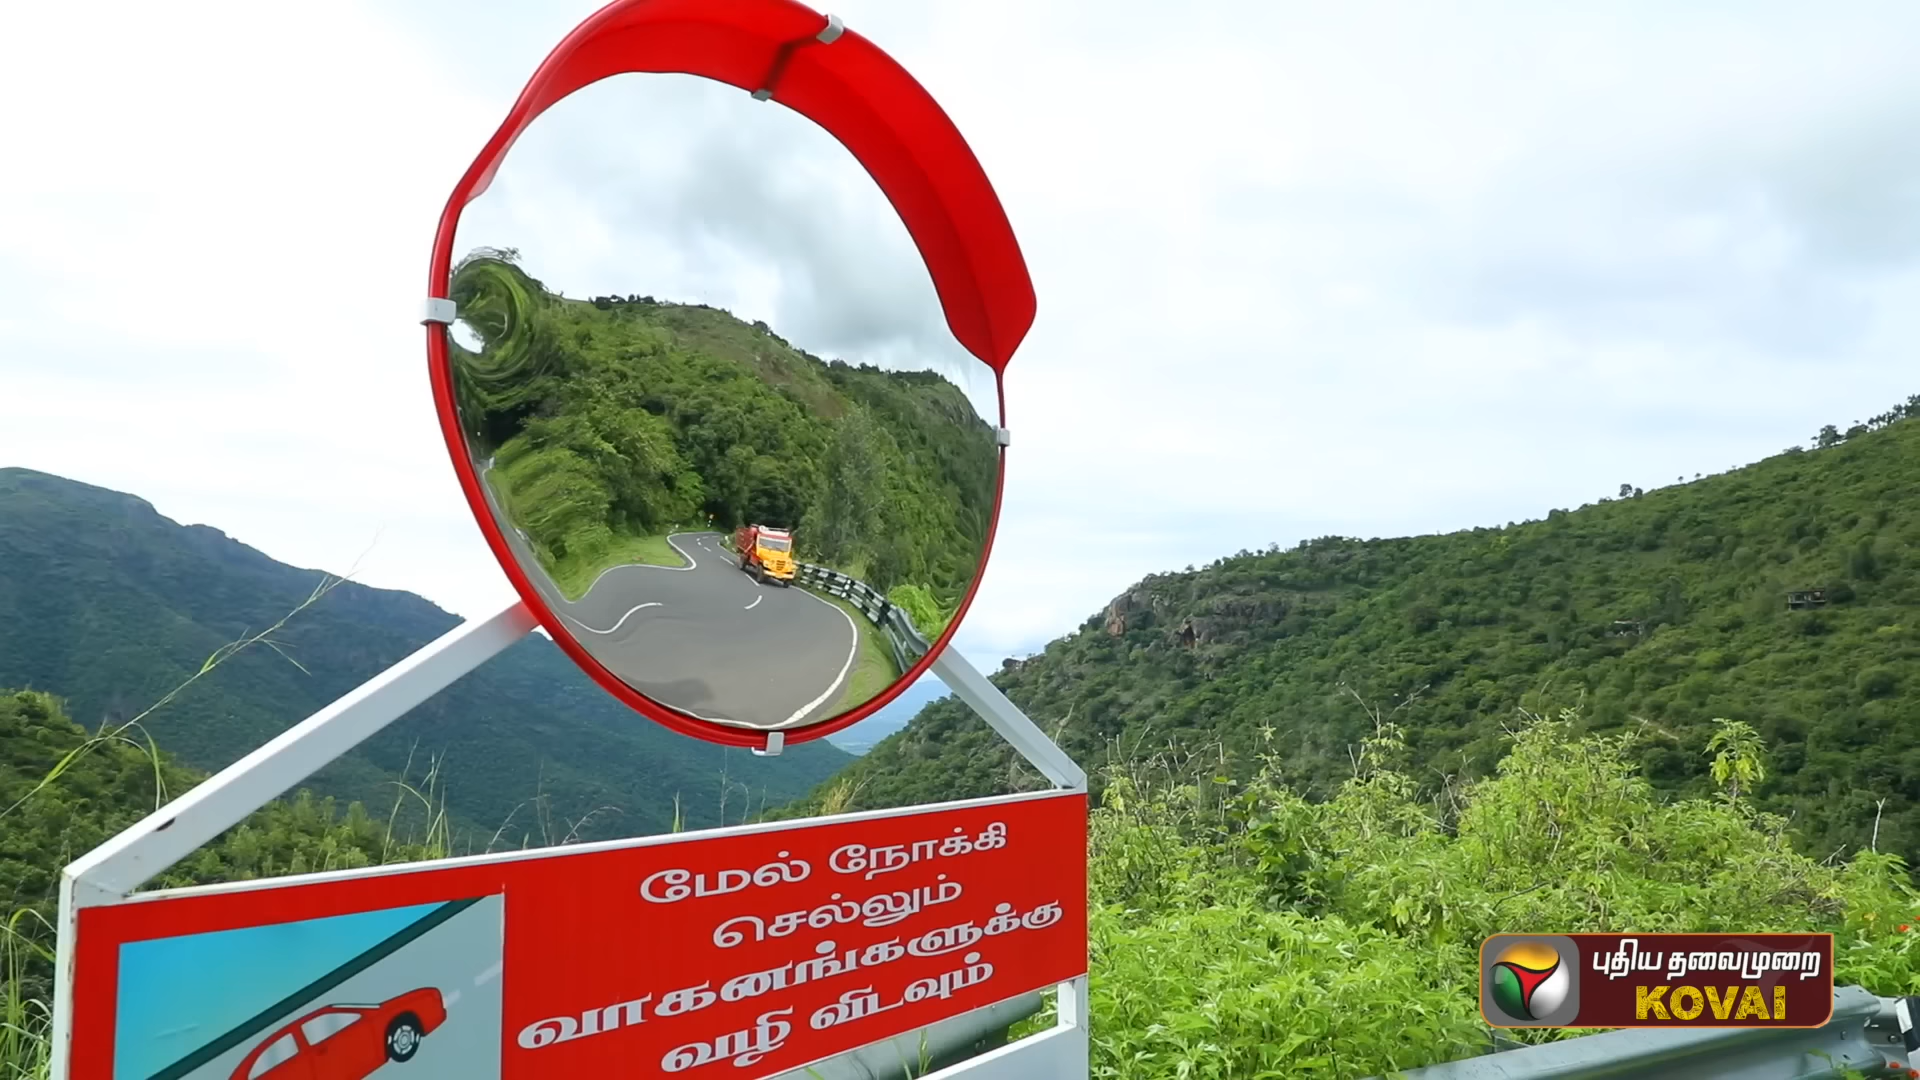 மேல் நோக்கி
செல்லும்
வாகனங்களுக்கு
வழி விடவும்
புதிய தலைமுறை
KOVAI